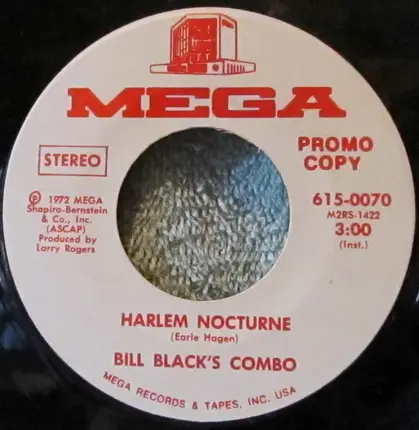 MEGA
PROMO
COPY
STEREO
615-0070
M2RS-1422
3:00
(Inst.)
Ⓟ 1972 MEGA
Shapiro-Bernstein
& Co., Inc.
(ASCAP)
Produced by
Larry Rogers
HARLEM NOCTURNE
(Earle Hagen)
BILL BLACK'S COMBO
MEGA RECORDS & TAPES, INC. USA